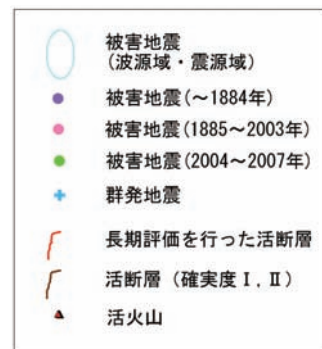 被害地震
(波源域・震源域)
被害地震(～1884年)
被害地震(1885～2003年)
被害地震(2004～2007年)
群発地震
長期評価を行った活断層
活断層（確実度Ⅰ, Ⅱ）
活火山